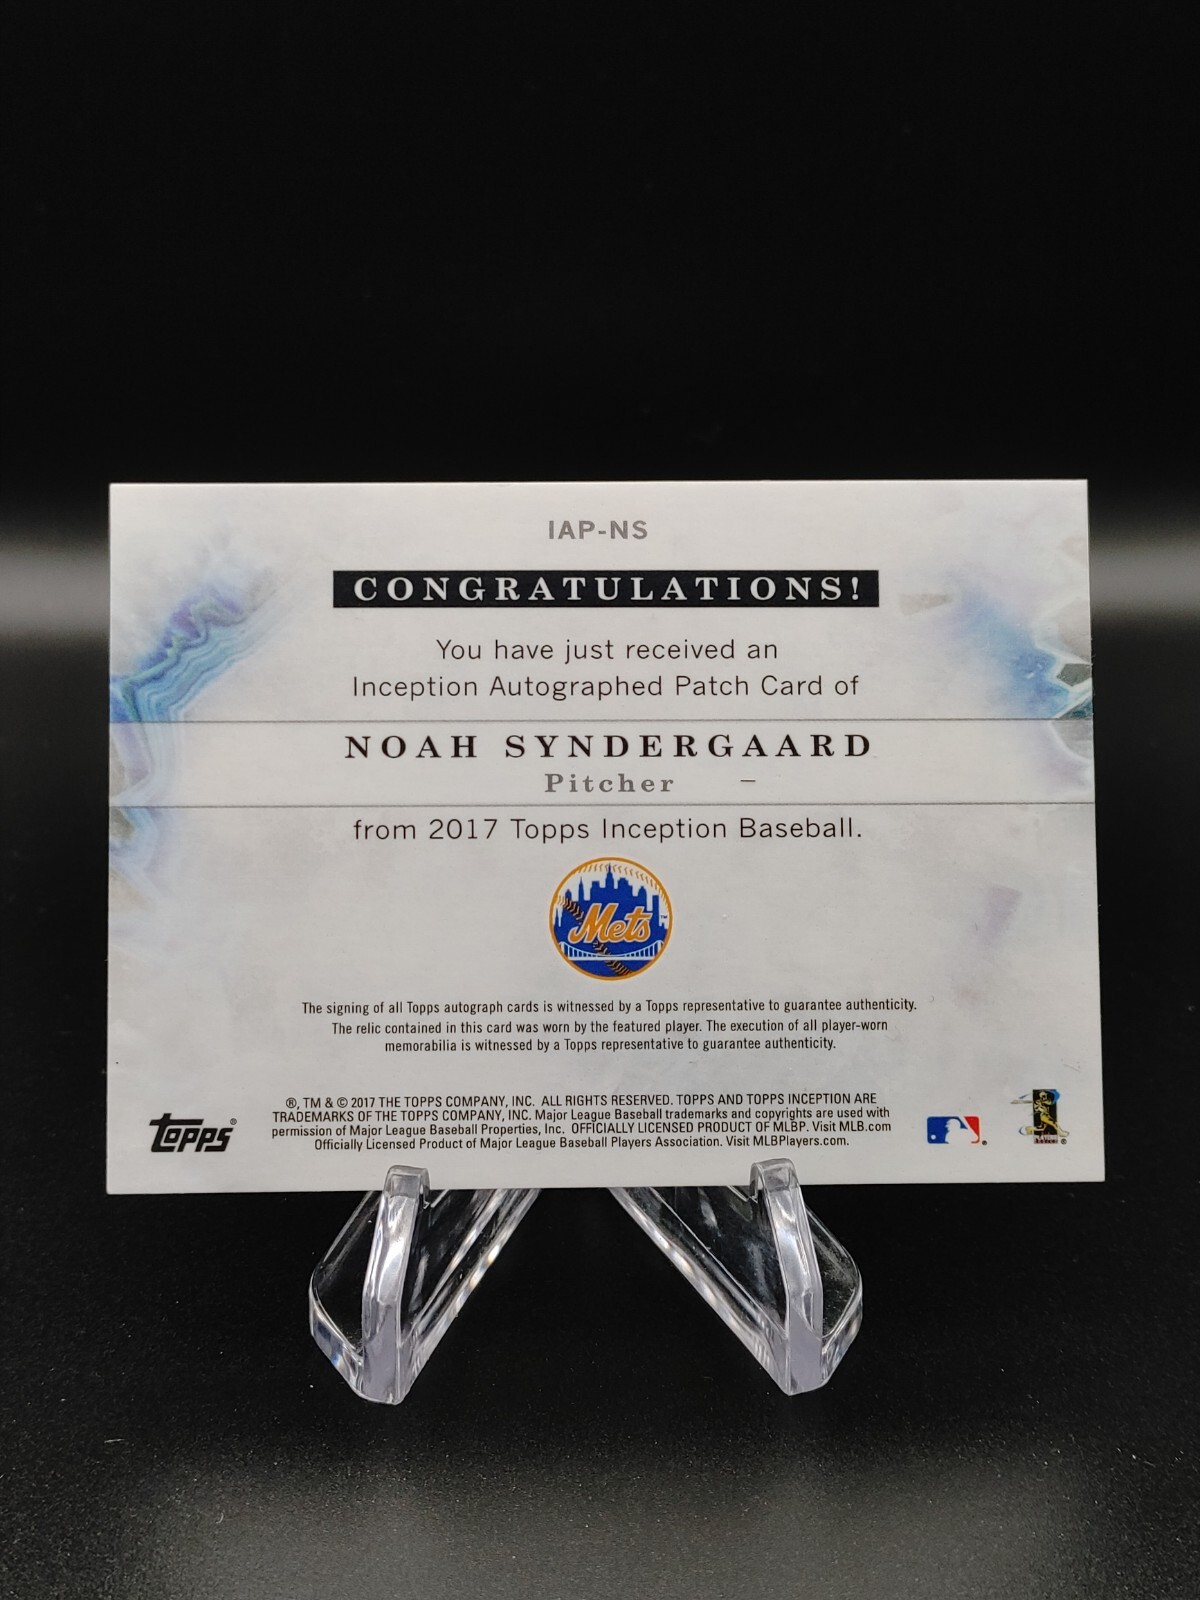 IAP-NS
CONGRATULATIONS!
You have just received an
Inception Autographed Patch Card of
NOAH SYNDERGAARD
Pitcher –
from 2017 Topps Inception Baseball.
Mets ™
The signing of all Topps autograph cards is witnessed by a Topps representative to guarantee authenticity.
The relic contained in this card was worn by the featured player. The execution of all player-worn
memorabilia is witnessed by a Topps representative to guarantee authenticity.
®, TM & © 2017 THE TOPPS COMPANY, INC. ALL RIGHTS RESERVED. TOPPS AND TOPPS INCEPTION ARE
TRADEMARKS OF THE TOPPS COMPANY, INC. Major League Baseball trademarks and copyrights are used with
permission of Major League Baseball Properties, Inc. OFFICIALLY LICENSED PRODUCT OF MLBP. Visit MLB.com
Officially Licensed Product of Major League Baseball Players Association. Visit MLBPlayers.com.
topps®
®
®